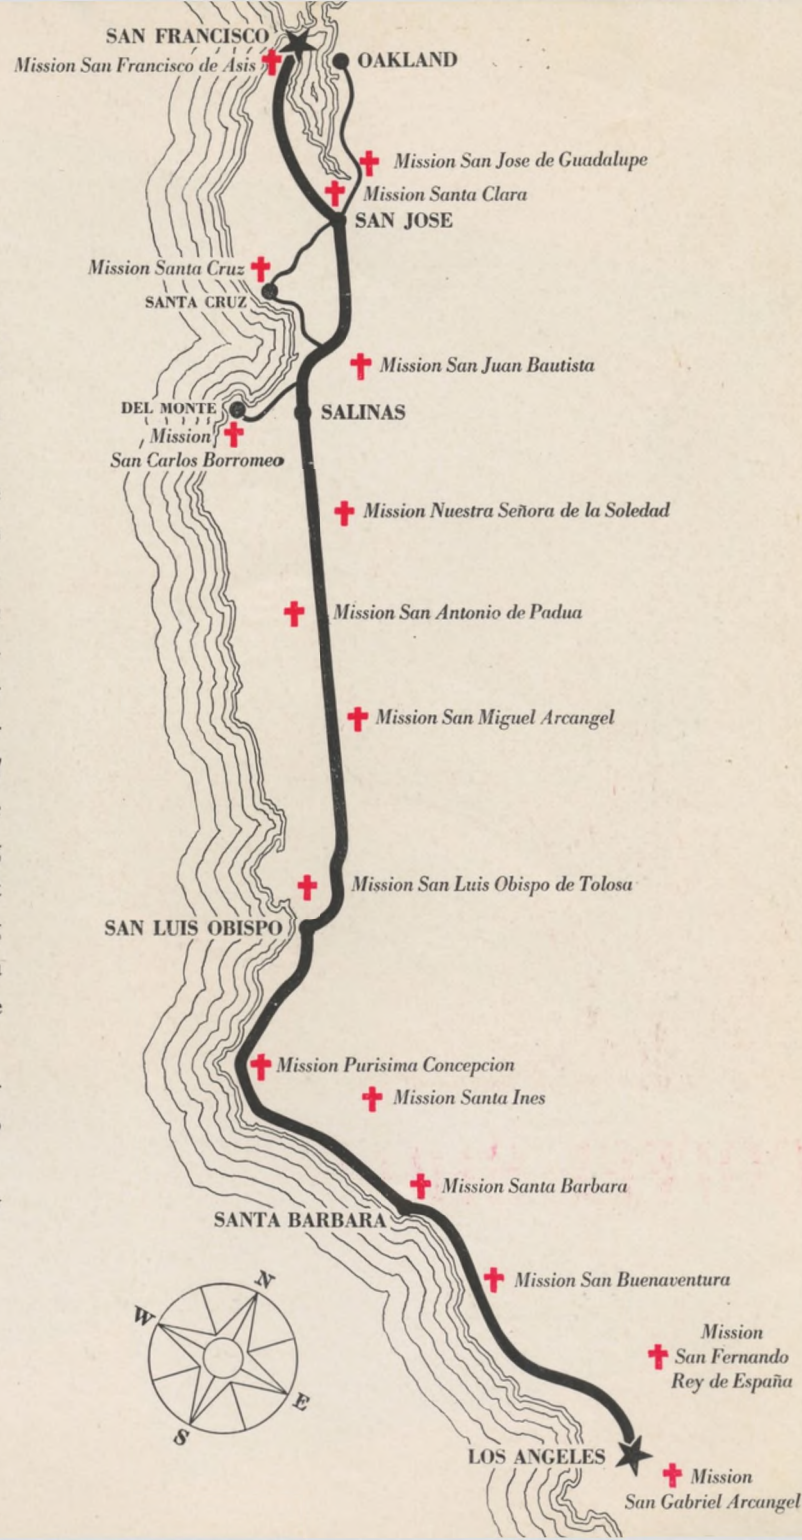 SAN FRANCISCO
Mission San Francisco de Asis
OAKLAND
Mission San Jose de Guadalupe
Mission Santa Clara
SAN JOSE
Mission Santa Cruz
SANTA CRUZ
Mission San Juan Bautista
DEL MONTE
SALINAS
Mission
San Carlos Borromeo
Mission Nuestra Señora de la Soledad
Mission San Antonio de Padua
Mission San Miguel Arcangel
Mission San Luis Obispo de Tolosa
SAN LUIS OBISPO
Mission Purisima Concepcion
Mission Santa Ines
Mission Santa Barbara
SANTA BARBARA
Mission San Buenaventura
N
W
E
S
Mission
San Fernando
Rey de España
LOS ANGELES
Mission
San Gabriel Arcangel